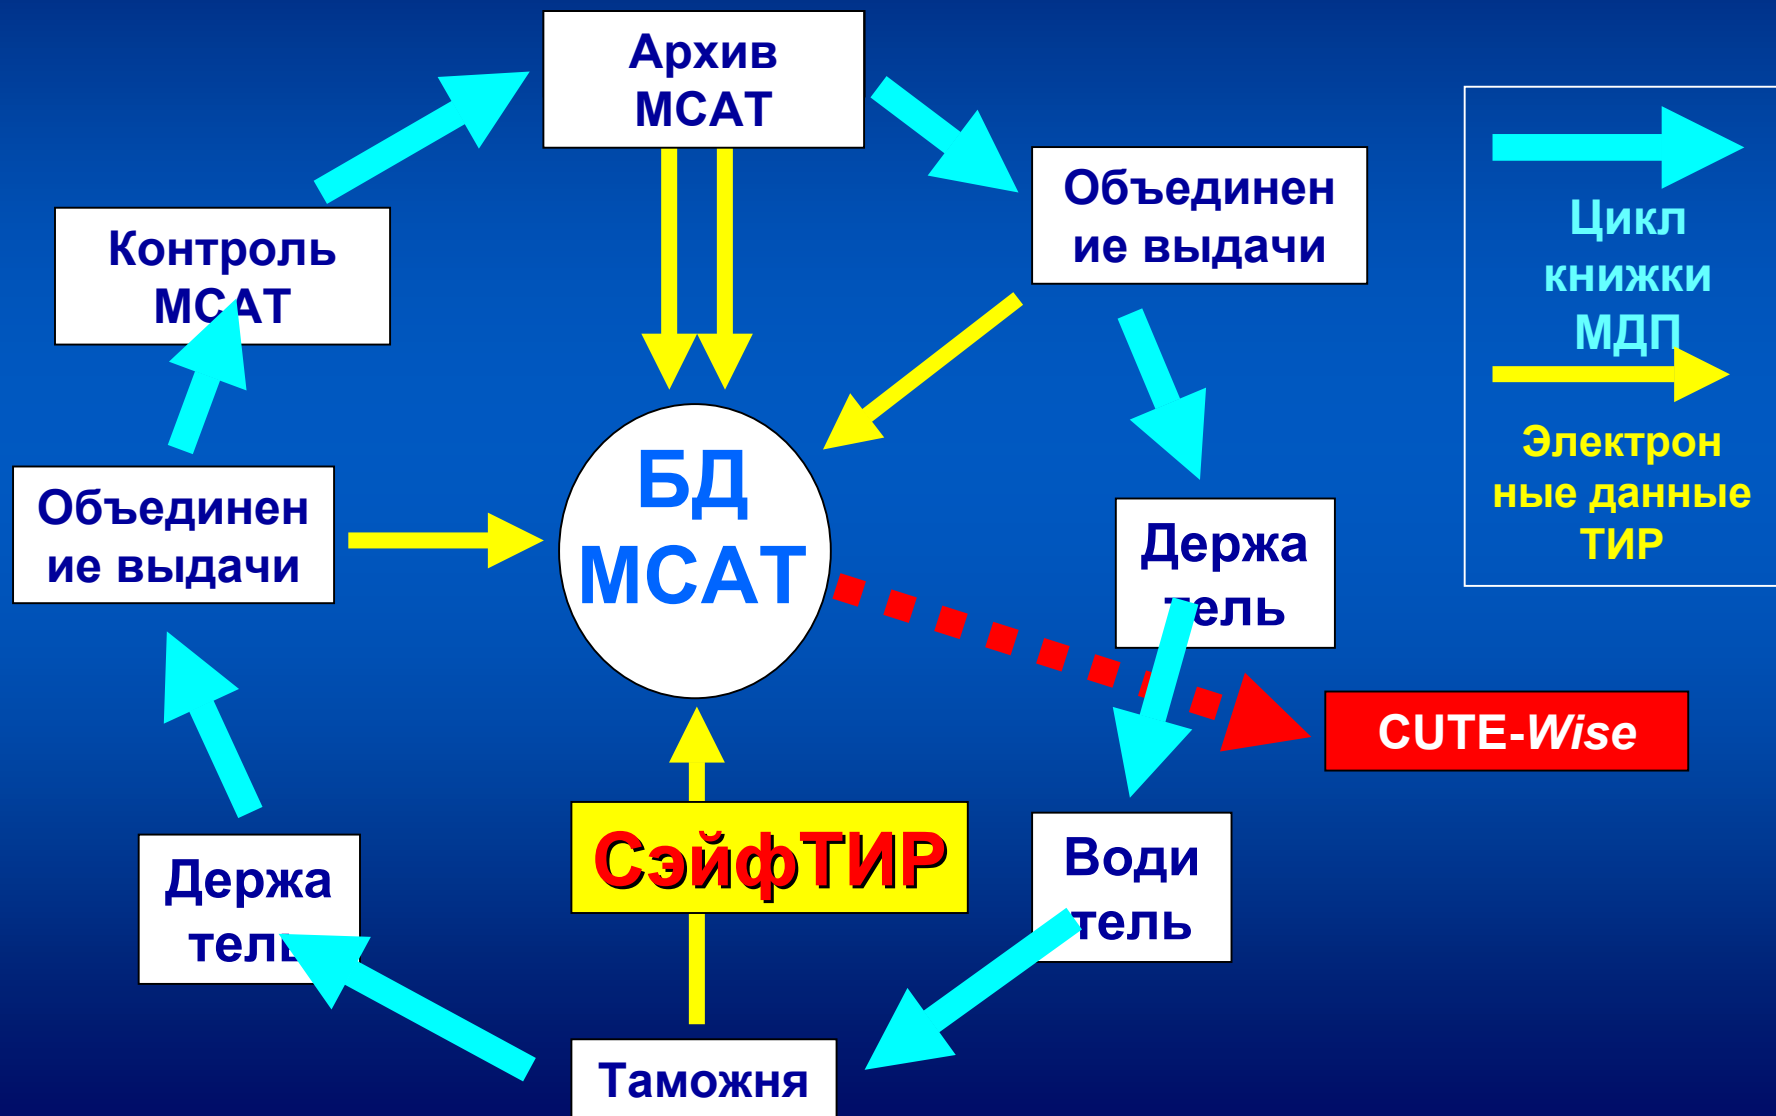 Архив
МСАТ
Объединен
ие выдачи
Контроль
МСАТ
Цикл
книжки
МДП
Электрон
ные данные
ТИР
БД
МСАТ
Объединен
ие выдачи
Держа
тель
CUTE-Wise
СэйфТИР
Води
тель
Держа
тель
Таможня